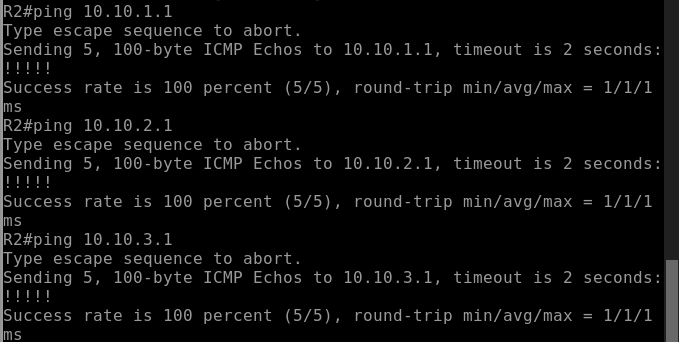 R2#ping 10.10.1.1
Type escape sequence to abort.
Sending 5, 100-byte ICMP Echos to 10.10.1.1, timeout is 2 seconds:
!!!!!
Success rate is 100 percent (5/5), round-trip min/avg/max = 1/1/1
ms
R2#ping 10.10.2.1
Type escape sequence to abort.
Sending 5, 100-byte ICMP Echos to 10.10.2.1, timeout is 2 seconds:
!!!!!
Success rate is 100 percent (5/5), round-trip min/avg/max = 1/1/1
ms
R2#ping 10.10.3.1
Type escape sequence to abort.
Sending 5, 100-byte ICMP Echos to 10.10.3.1, timeout is 2 seconds:
!!!!!
Success rate is 100 percent (5/5), round-trip min/avg/max = 1/1/1
ms